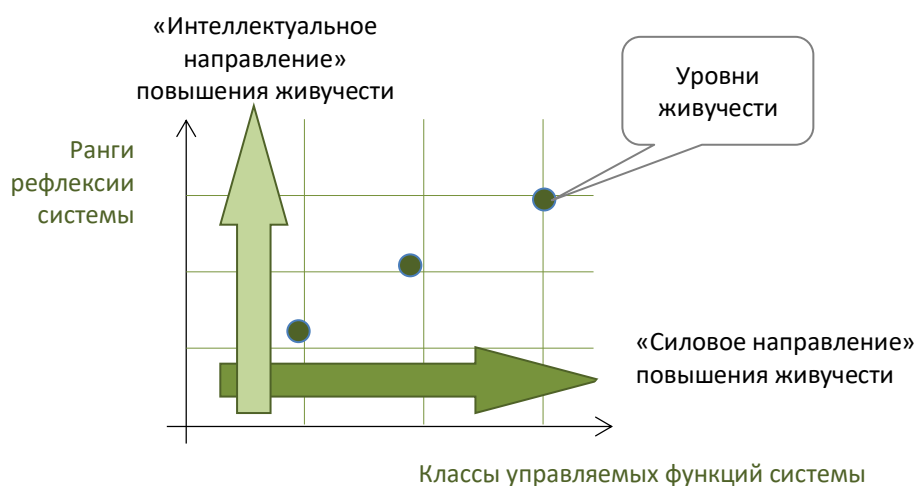 «Интеллектуальное
направление»
повышения живучести
Уровни
живучести
Ранги
рефлексии
системы
«Силовое направление»
повышения живучести
Классы управляемых функций системы